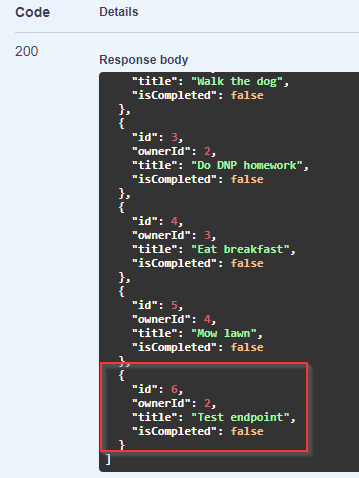 Code Details
200
Response body
"title": "Walk the dog",
"isCompleted": false
},
{
"id": 3,
"ownerId": 2,
"title": "Do DNP homework",
"isCompleted": false
},
{
"id": 4,
"ownerId": 3,
"title": "Eat breakfast",
"isCompleted": false
},
{
"id": 5,
"ownerId": 4,
"title": "Mow lawn",
"isCompleted": false
},
{
"id": 6,
"ownerId": 2,
"title": "Test endpoint",
"isCompleted": false
}
]